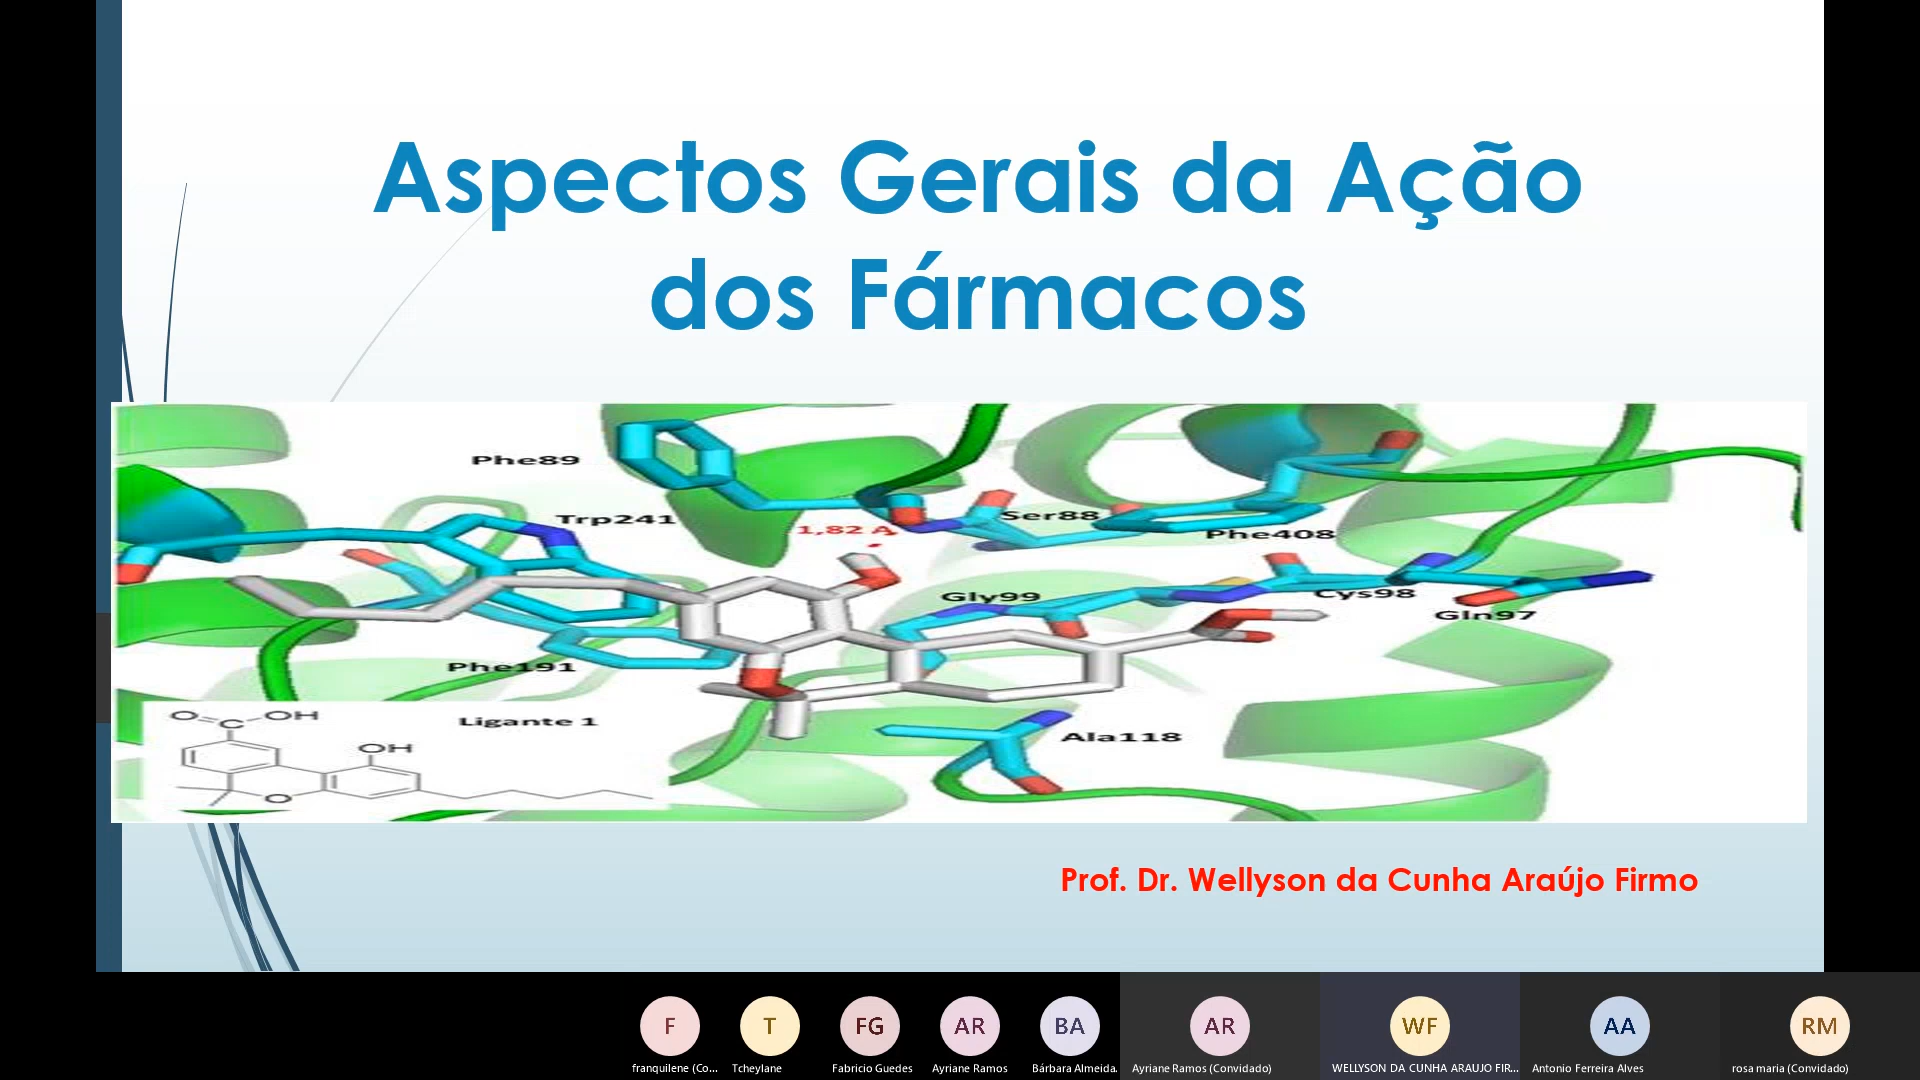 Aspectos Gerais da Ação
dos Fármacos
Phe89
Trp241
1,82 Å
Ser88
Phe408
Gly99
Cys98
Gln97
Phe191
Ligante 1
Ala118
O
C
OH
OH
O
Prof. Dr. Wellyson da Cunha Araújo Firmo
F
T
FG
AR
BA
AR
WF
AA
RM
franquilene (Co...
Tcheylane
Fabricio Guedes
Ayriane Ramos
Bárbara Almeida.
Ayriane Ramos (Convidado)
WELLYSON DA CUNHA ARAUJO FIR...
Antonio Ferreira Alves
rosa maria (Convidado)